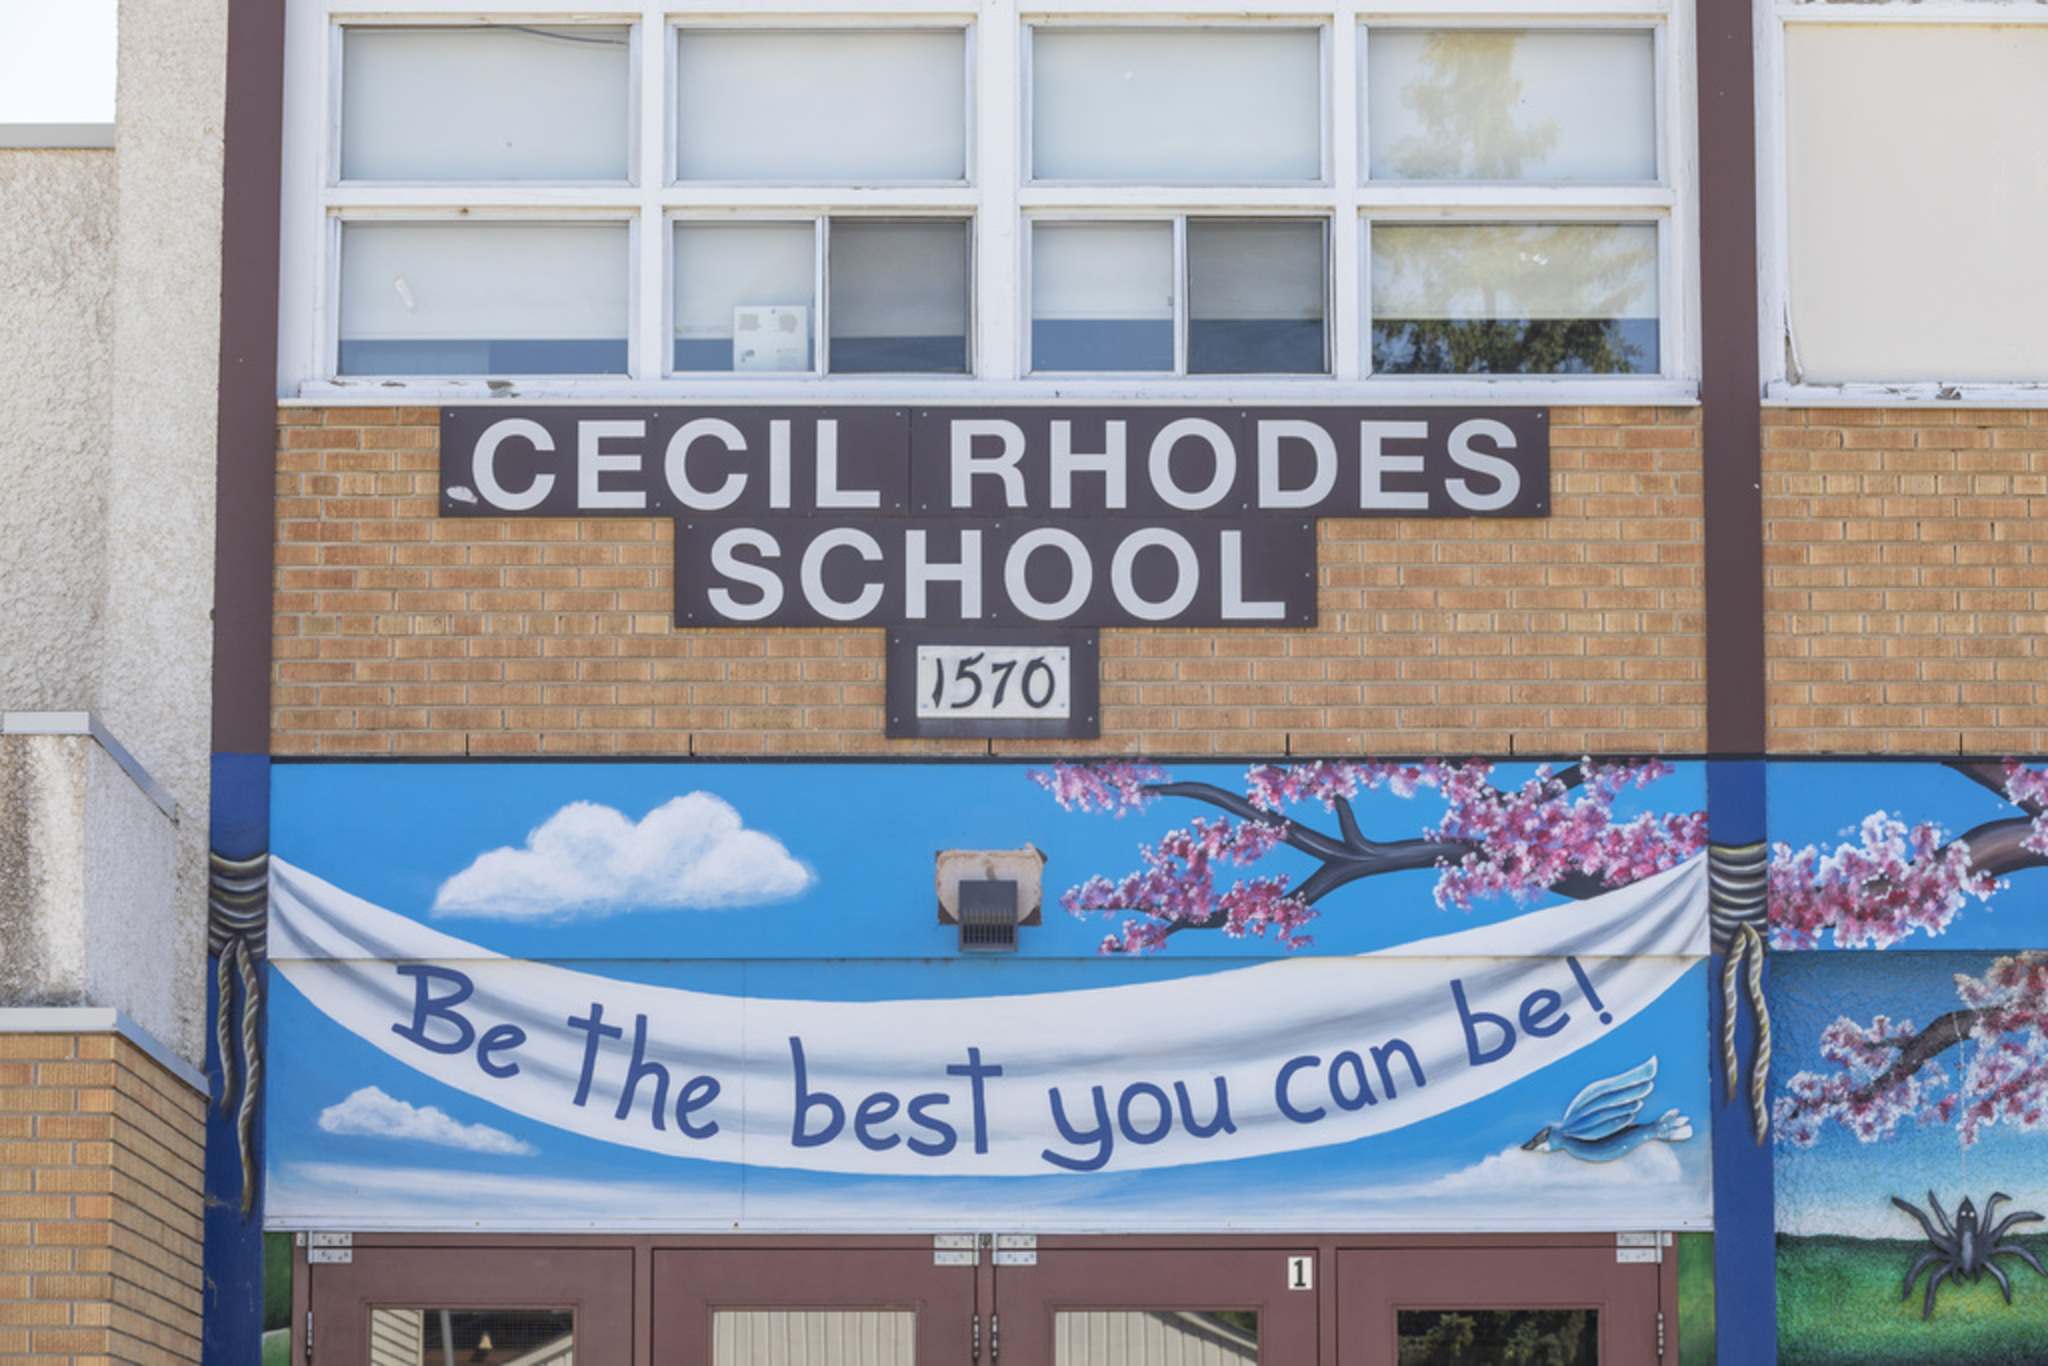 CECIL RHODES
SCHOOL
1570
Be the best you can be!
1